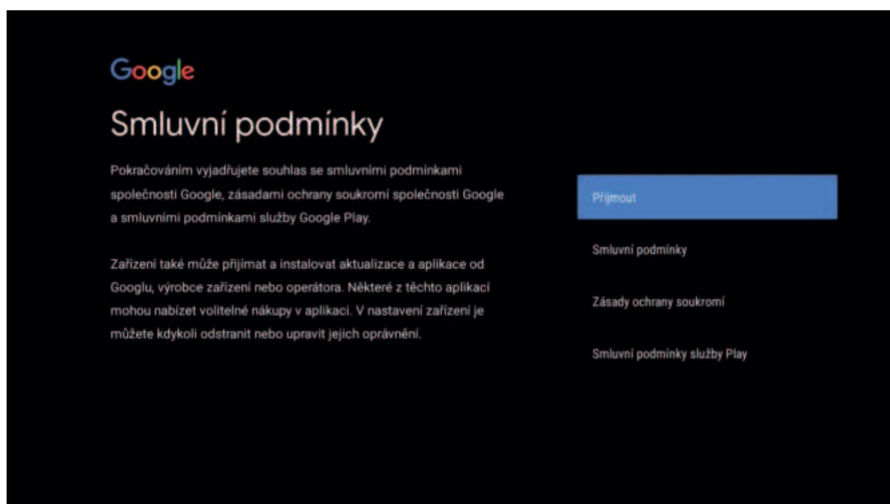 Google
Smluvní podmínky
Pokračováním vyjadřujete souhlas se smluvními podmínkami
společnosti Google, zásadami ochrany soukromí společnosti Google
a smluvními podmínkami služby Google Play.
Zařízení také může přijímat a instalovat aktualizace a aplikace od
Googlu, výrobce zařízení nebo operátora. Některé z těchto aplikací
mohou nabízet volitelné nákupy v aplikaci. V nastavení zařízení je
můžete kdykoli odstranit nebo upravit jejich oprávnění.
Přijmout
Smluvní podmínky
Zásady ochrany soukromí
Smluvní podmínky služby Play